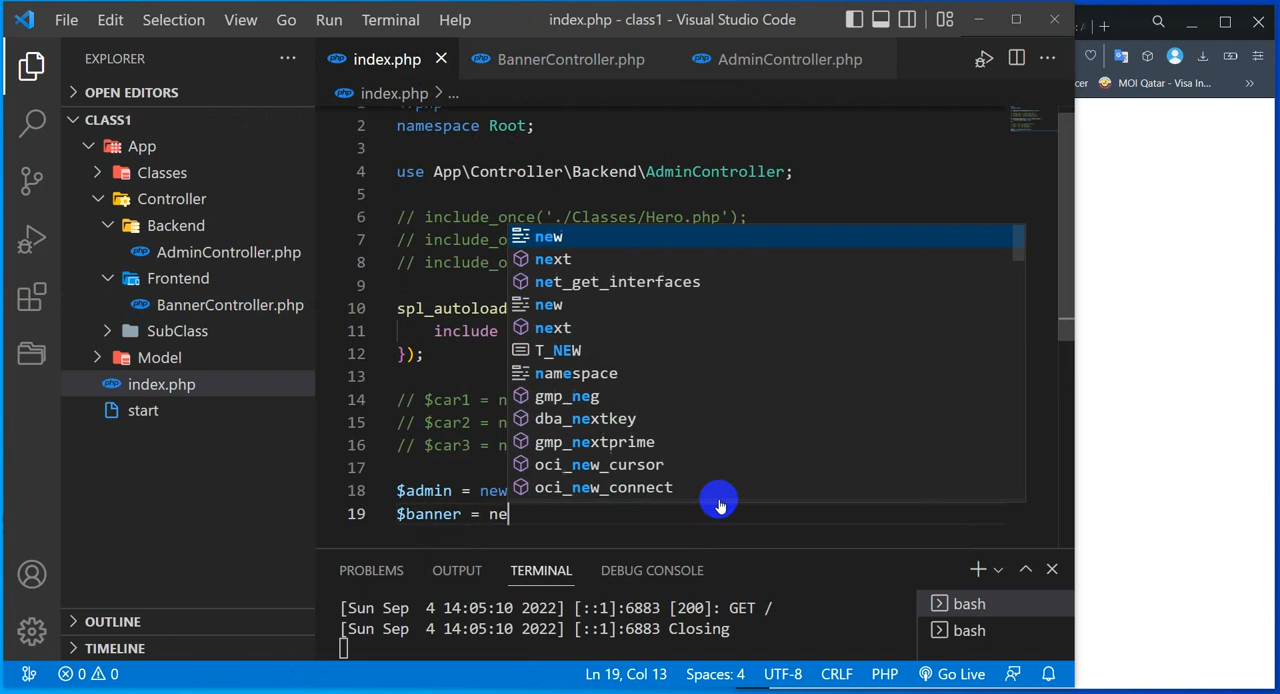 File Edit Selection View Go Run Terminal Help index.php - class1 - Visual Studio Code
EXPLORER
OPEN EDITORS
CLASS1
App
Classes
Controller
Backend
AdminController.php
Frontend
BannerController.php
SubClass
Model
index.php
start
OUTLINE
TIMELINE
index.php BannerController.php AdminController.php
index.php > ...
2 namespace Root;
3
4 use App\Controller\Backend\AdminController;
5
6 // include_once('./Classes/Hero.php');
7 // include_o
8 // include_o
9
10 spl_autoload
11 include
12 });
13
14 // $car1 = n
15 // $car2 = n
16 // $car3 = n
17
18 $admin = new
19 $banner = ne
new
next
net_get_interfaces
new
next
T_NEW
namespace
gmp_neg
dba_nextkey
gmp_nextprime
oci_new_cursor
oci_new_connect
PROBLEMS OUTPUT TERMINAL DEBUG CONSOLE
[Sun Sep 4 14:05:10 2022] [::1]:6883 [200]: GET /
[Sun Sep 4 14:05:10 2022] [::1]:6883 Closing
bash
bash
0 0 Ln 19, Col 13 Spaces: 4 UTF-8 CRLF PHP Go Live
MOI Qatar - Visa In...